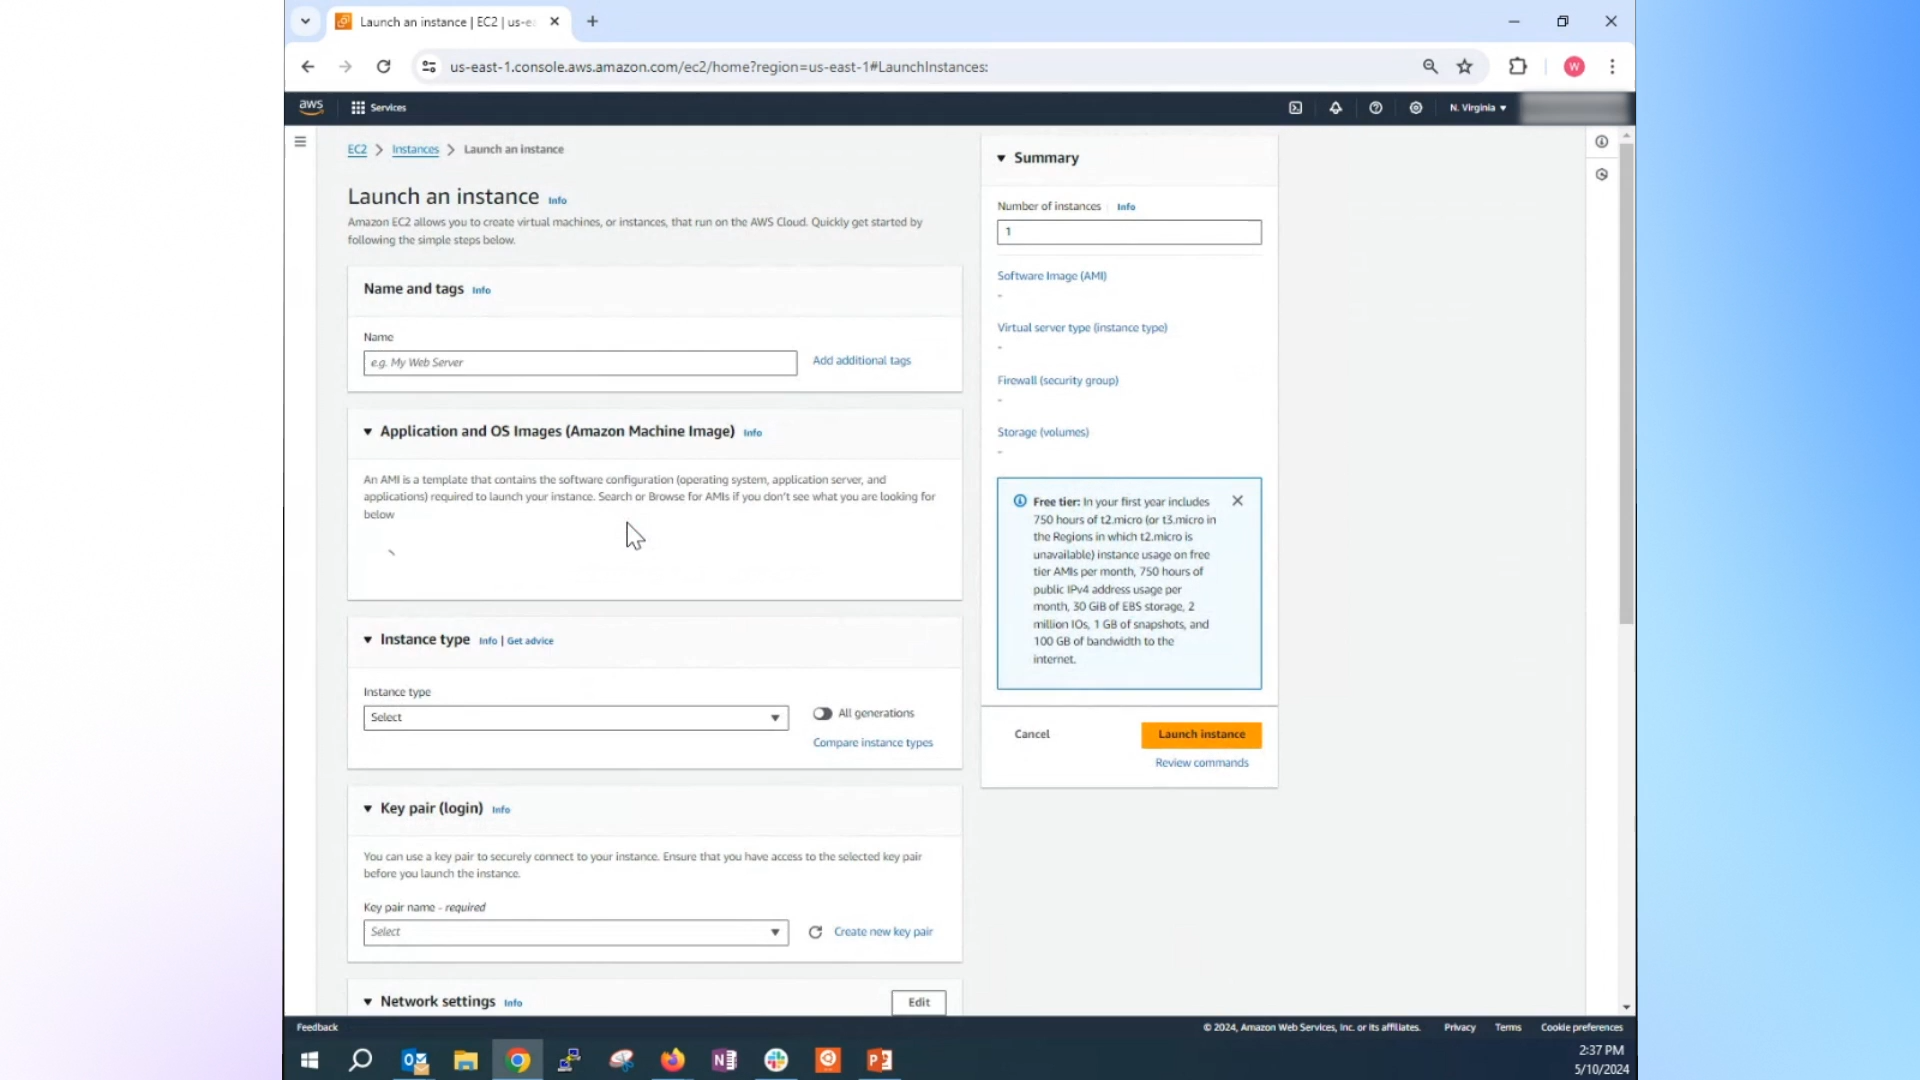 Launch an instance | EC2 | us-e
us-east-1.console.aws.amazon.com/ec2/home?region=us-east-1#LaunchInstances:
W
aws
Services
N. Virginia
EC2 > Instances > Launch an instance
Launch an instance Info
Amazon EC2 allows you to create virtual machines, or instances, that run on the AWS Cloud. Quickly get started by
following the simple steps below.
Name and tags Info
Name
e.g. My Web Server
Add additional tags
Application and OS Images (Amazon Machine Image) Info
An AMI is a template that contains the software configuration (operating system, application server, and
applications) required to launch your instance. Search or Browse for AMIs if you don't see what you are looking for
below
Instance type Info | Get advice
Instance type
Select
All generations
Compare instance types
Key pair (login) Info
You can use a key pair to securely connect to your instance. Ensure that you have access to the selected key pair
before you launch the instance.
Key pair name - required
Select
Create new key pair
Network settings Info
Edit
Summary
Number of instances Info
1
Software Image (AMI)
-
Virtual server type (instance type)
-
Firewall (security group)
-
Storage (volumes)
-
Free tier: In your first year includes
750 hours of t2.micro (or t3.micro in
the Regions in which t2.micro is
unavailable) instance usage on free
tier AMIs per month, 750 hours of
public IPv4 address usage per
month, 30 GiB of EBS storage, 2
million IOs, 1 GB of snapshots, and
100 GB of bandwidth to the
internet.
Cancel
Launch instance
Review commands
Feedback
© 2024, Amazon Web Services, Inc. or its affiliates.
Privacy
Terms
Cookie preferences
2:37 PM
5/10/2024